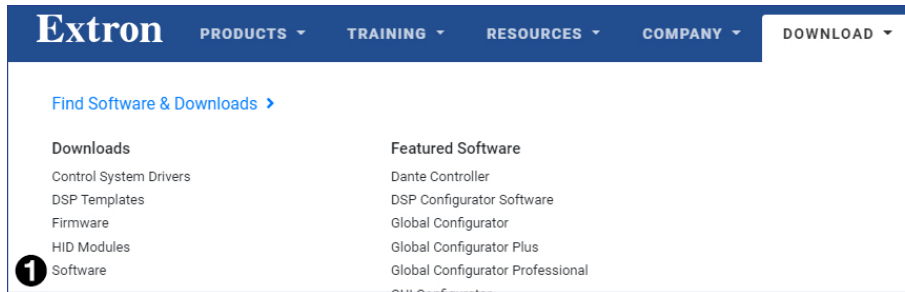 Extron PRODUCTS TRAINING RESOURCES COMPANY DOWNLOAD
Find Software & Downloads >
Downloads
Control System Drivers
DSP Templates
Firmware
HID Modules
1 Software
Featured Software
Dante Controller
DSP Configurator Software
Global Configurator
Global Configurator Plus
Global Configurator Professional